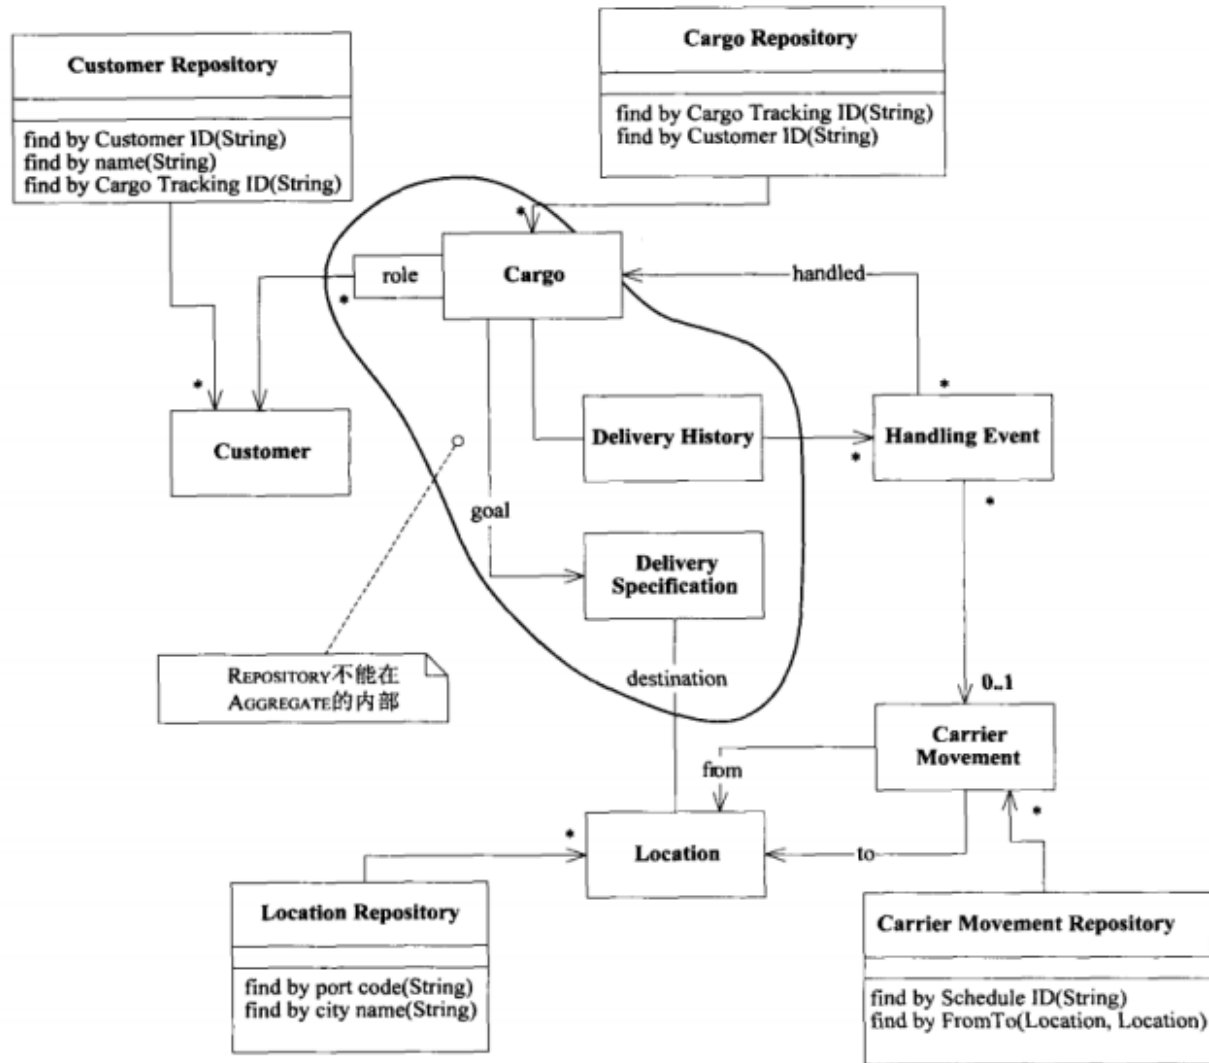 Customer Repository
find by Customer ID(String)
find by name(String)
find by Cargo Tracking ID(String)
Cargo Repository
find by Cargo Tracking ID(String)
find by Customer ID(String)
*
role
*
Cargo
handled
*
*
Customer
Delivery History
*
Handling Event
*
goal
Delivery
Specification
REPOSITORY不能在
AGGREGATE的内部
destination
0..1
Carrier
Movement
from
*
*
Location
to
Location Repository
find by port code(String)
find by city name(String)
Carrier Movement Repository
find by Schedule ID(String)
find by FromTo(Location, Location)